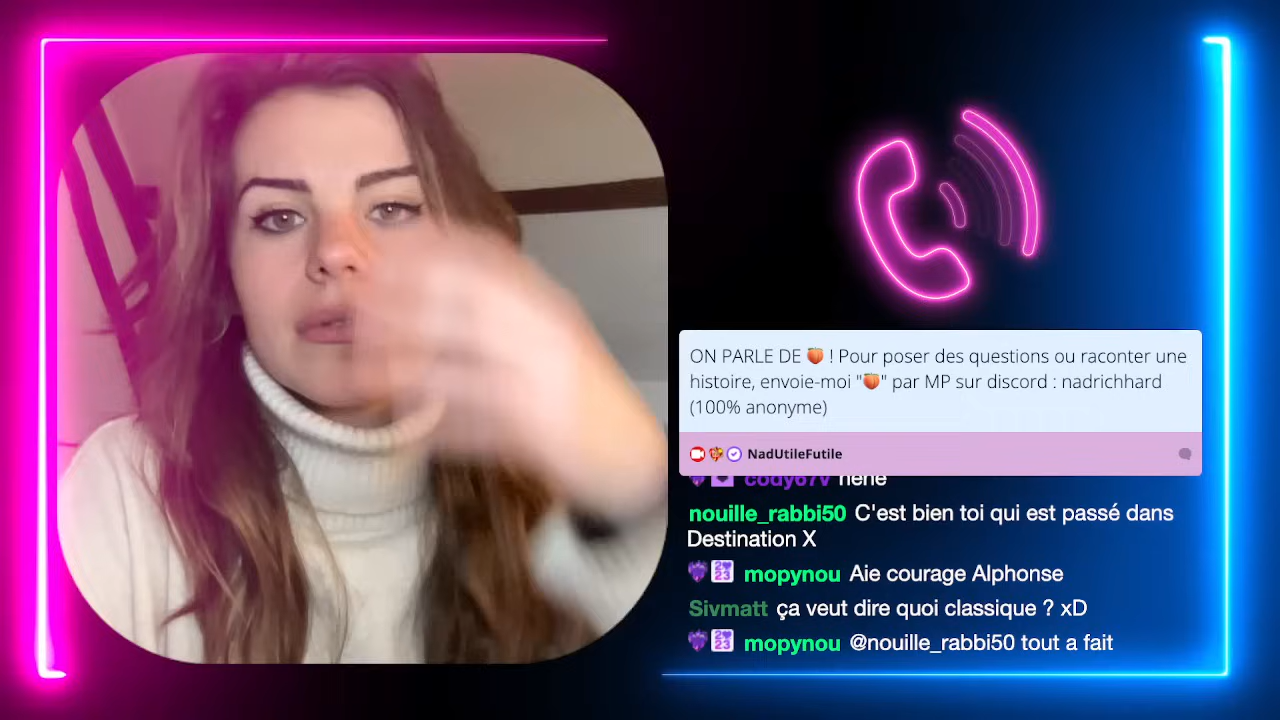 ON PARLE DE 🍑 ! Pour poser des questions ou raconter une
histoire, envoie-moi "🍑" par MP sur discord : nadrichhard
(100% anonyme)
NadUtileFutile
cody67v hehe
nouille_rabbi50 C'est bien toi qui est passé dans
Destination X
mopynou Aie courage Alphonse
Sivmatt ça veut dire quoi classique ? xD
mopynou @nouille_rabbi50 tout a fait